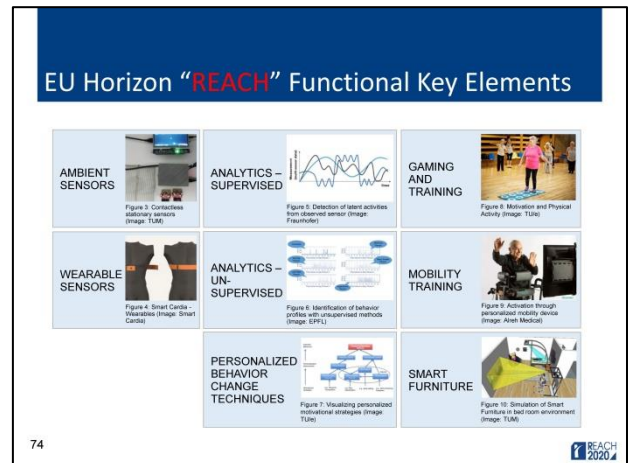 EU Horizon “REACH” Functional Key Elements
AMBIENT
SENSORS
Figure 3: Contactless
stationary sensors
(Image: TUM)
ANALYTICS –
SUPERVISED
Figure 5: Detection of latent activities
from observed sensor (Image:
Fraunhofer)
GAMING
AND
TRAINING
Figure 8: Motivation and Physical
Activity (Image: TU/e)
WEARABLE
SENSORS
Figure 4: Smart Cardia -
Wearables (Image: Smart
Cardia)
ANALYTICS –
UN-
SUPERVISED
Figure 6: Identification of behavior
profiles with unsupervised methods
(Image: EPFL)
MOBILITY
TRAINING
Figure 9: Activation through
personalized mobility device
(Image: Alreh Medical)
PERSONALIZED
BEHAVIOR
CHANGE
TECHNIQUES
Figure 7: Visualizing personalized
motivational strategies (Image:
TU/e)
SMART
FURNITURE
Figure 10: Simulation of Smart
Furniture in bed room environment
(Image: TUM)
74
REACH
2020